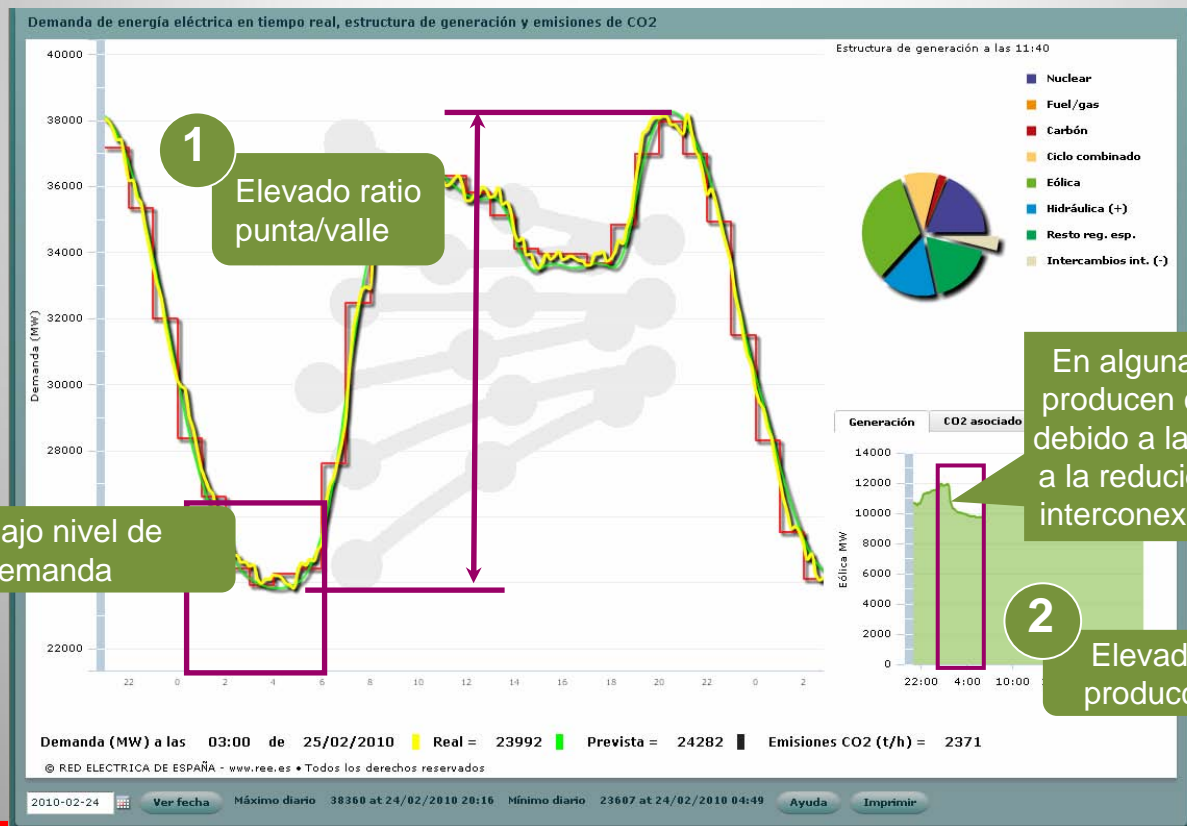 Demanda de energía eléctrica en tiempo real, estructura de generación y emisiones de CO2
Estructura de generación a las 11:40
Nuclear
Fuel/gas
Carbón
Ciclo combinado
Eólica
Hidráulica (+)
Resto reg. esp.
Intercambios int. (-)
Demanda (MW)
40000
38000
36000
34000
32000
30000
28000
22000
22 0 2 4 6 8 10 12 14 16 18 20 22 0 2
1
Elevado ratio
punta/valle
ajo nivel de
emanda
En alguna
producen
debido a la
a la reduci
interconex
Generación CO2 asociado
Eólica MW
14000
12000
10000
8000
6000
4000
2000
0
22:00 4:00 10:00
2
Elevad
producc
Demanda (MW) a las 03:00 de 25/02/2010 Real = 23992 Prevista = 24282 Emisiones CO2 (t/h) = 2371
© RED ELECTRICA DE ESPAÑA - www.ree.es • Todos los derechos reservados
2010-02-24 Ver fecha Máximo diario 38360 at 24/02/2010 20:16 Mínimo diario 23607 at 24/02/2010 04:49 Ayuda Imprimir